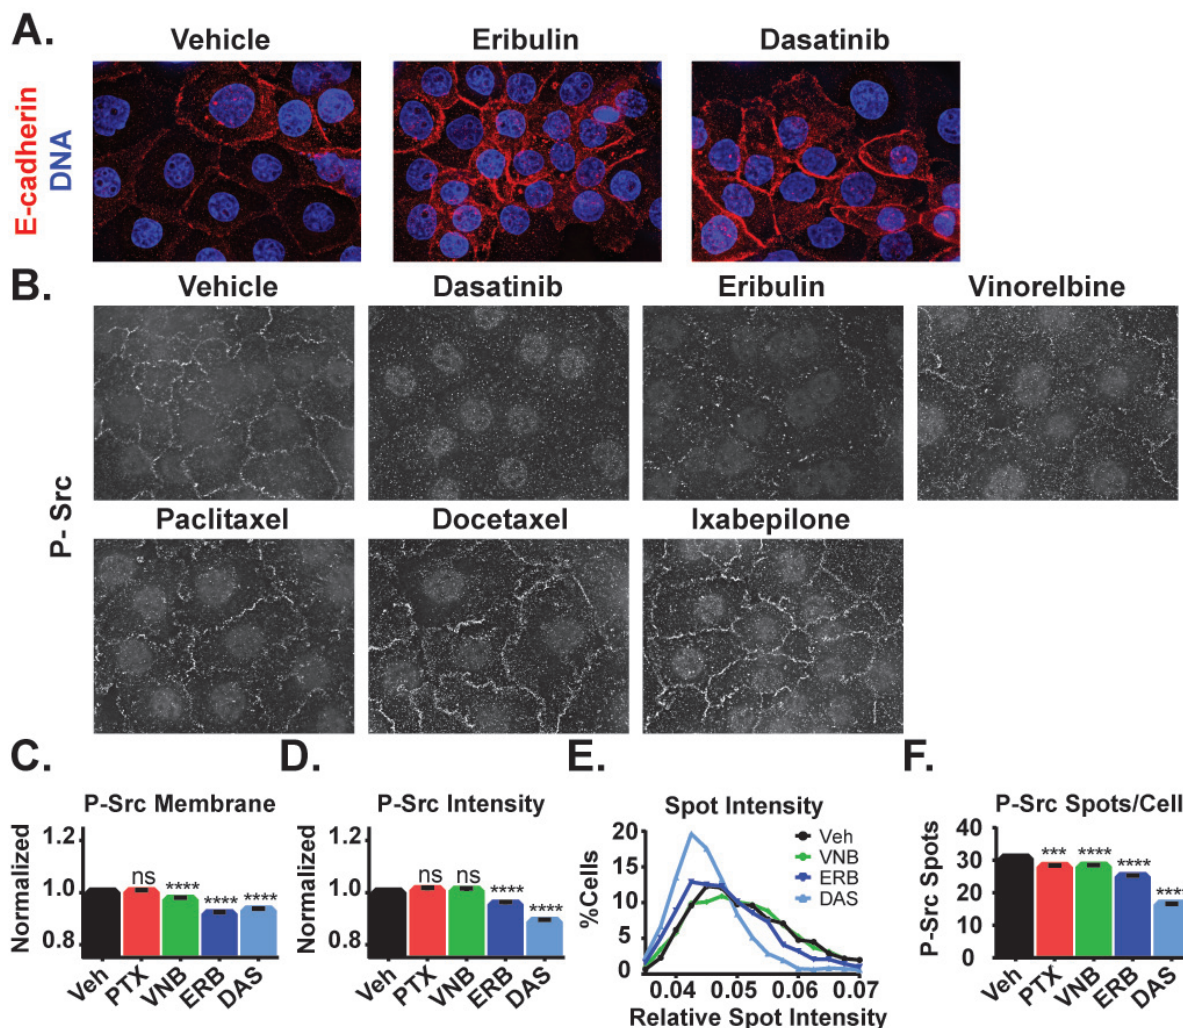 A.
Vehicle Eribulin Dasatinib
E-cadherin
DNA
B.
Vehicle Dasatinib Eribulin Vinorelbine
P- Src
Paclitaxel Docetaxel Ixabepilone
C.
P-Src Membrane
Normalized
1.2
1.0
0.8
ns **** **** ****
Veh PTX VNB ERB DAS
D.
P-Src Intensity
Normalized
1.2
1.0
0.8
ns ns **** ****
Veh PTX VNB ERB DAS
E.
Spot Intensity
%Cells
20
15
10
5
0
Veh
VNB
ERB
DAS
0.04 0.05 0.06 0.07
Relative Spot Intensity
F.
P-Src Spots/Cell
P-Src Spots
40
30
20
10
0
*** **** **** ****
Veh PTX VNB ERB DAS